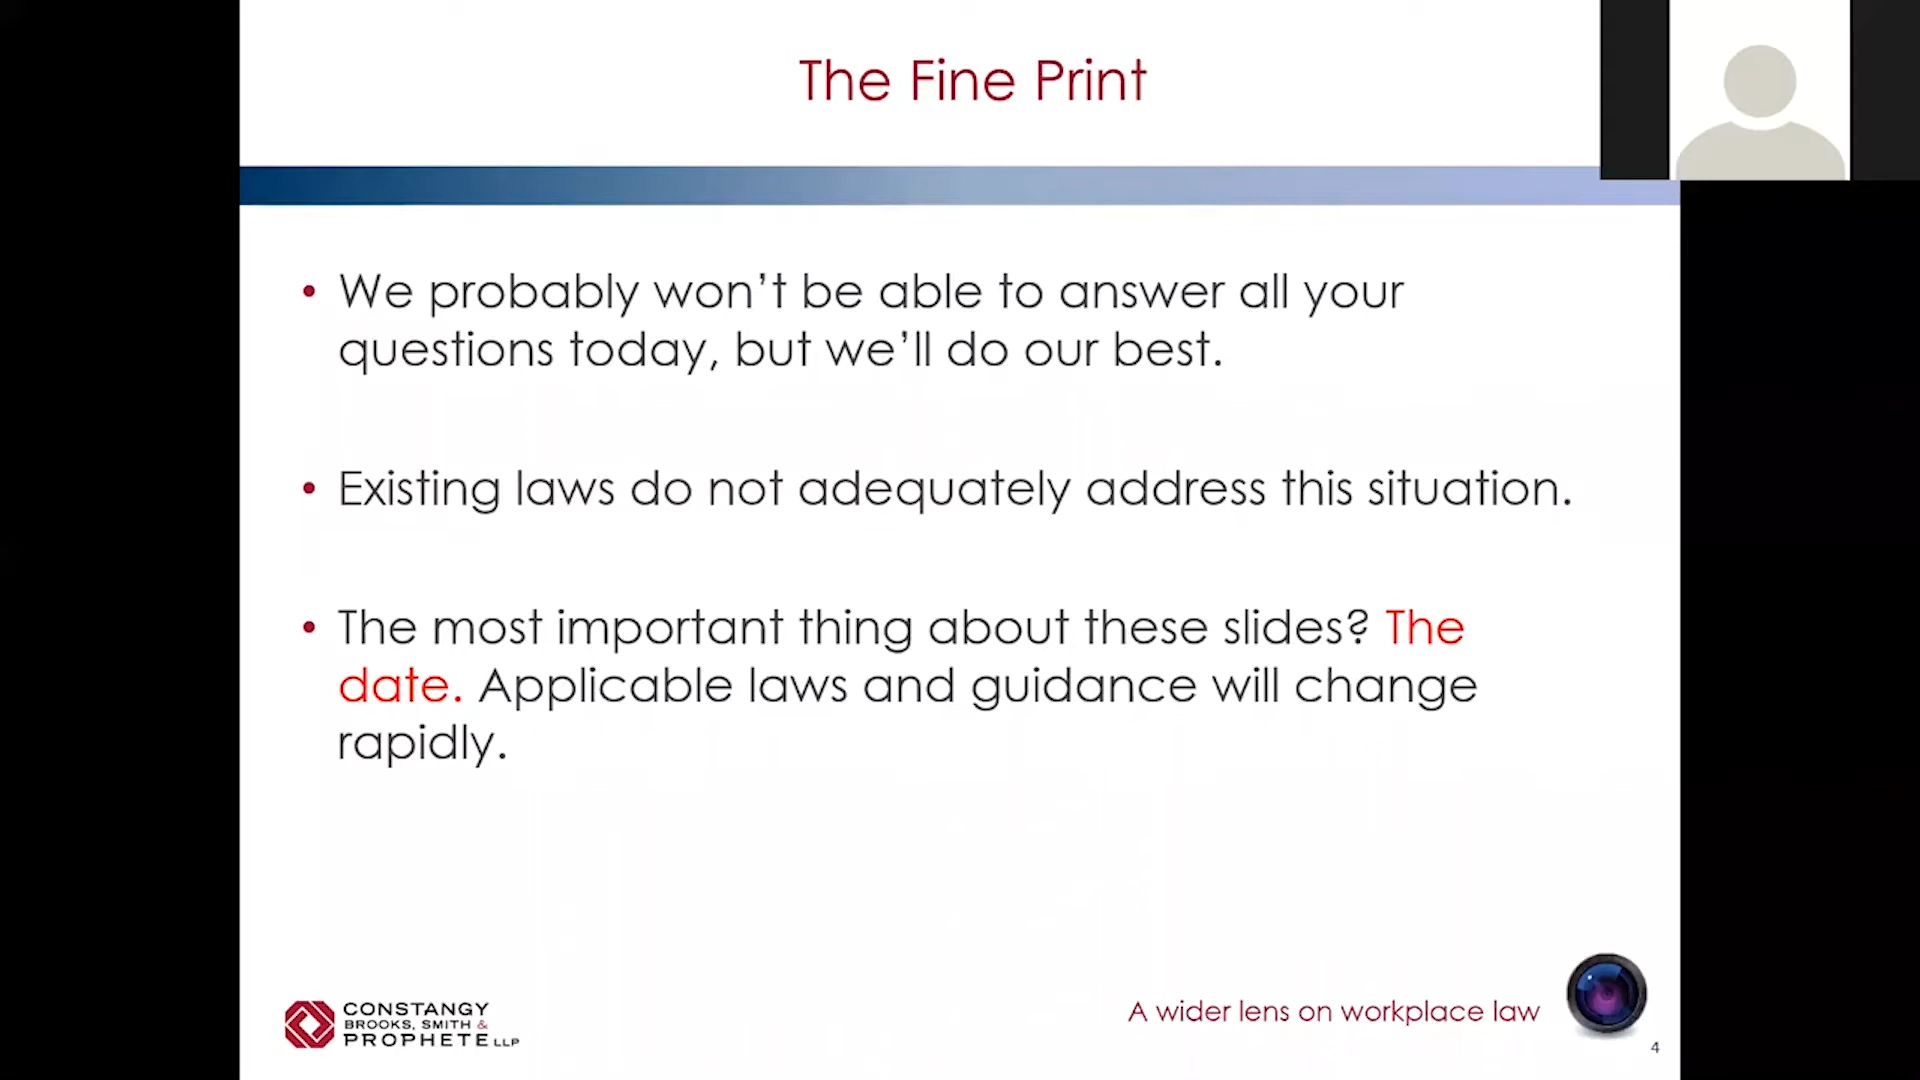 The Fine Print
• We probably won’t be able to answer all your
questions today, but we’ll do our best.
• Existing laws do not adequately address this situation.
• The most important thing about these slides? The
date. Applicable laws and guidance will change
rapidly.
CONSTANGY
BROOKS, SMITH &
PROPHETE LLP
A wider lens on workplace law
4